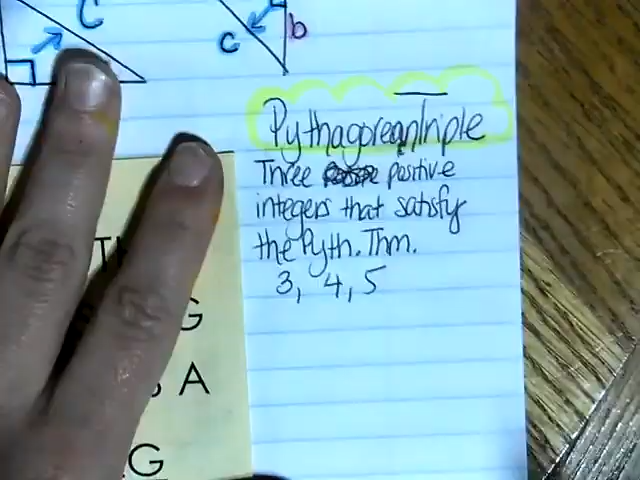 C
c
b
Pythagorean Triple
Three positive
integers that satisfy
the Pyth. Thm.
3, 4, 5
T
G
A
G